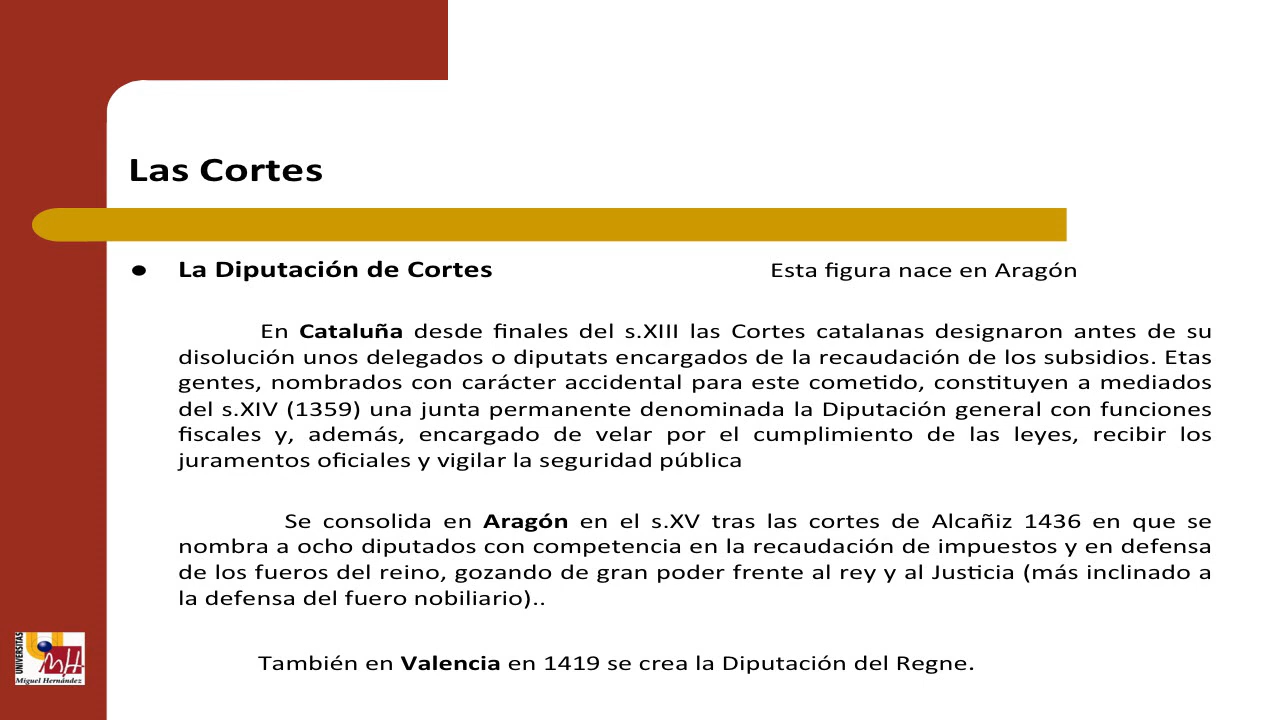 Las Cortes
● La Diputación de Cortes Esta figura nace en Aragón
En Cataluña desde finales del s.XIII las Cortes catalanas designaron antes de su
disolución unos delegados o diputats encargados de la recaudación de los subsidios. Etas
gentes, nombrados con carácter accidental para este cometido, constituyen a mediados
del s.XIV (1359) una junta permanente denominada la Diputación general con funciones
fiscales y, además, encargado de velar por el cumplimiento de las leyes, recibir los
juramentos oficiales y vigilar la seguridad pública
Se consolida en Aragón en el s.XV tras las cortes de Alcañiz 1436 en que se
nombra a ocho diputados con competencia en la recaudación de impuestos y en defensa
de los fueros del reino, gozando de gran poder frente al rey y al Justicia (más inclinado a
la defensa del fuero nobiliario)..
También en Valencia en 1419 se crea la Diputación del Regne.
UNIVERSITAS
MH
Miguel Hernández